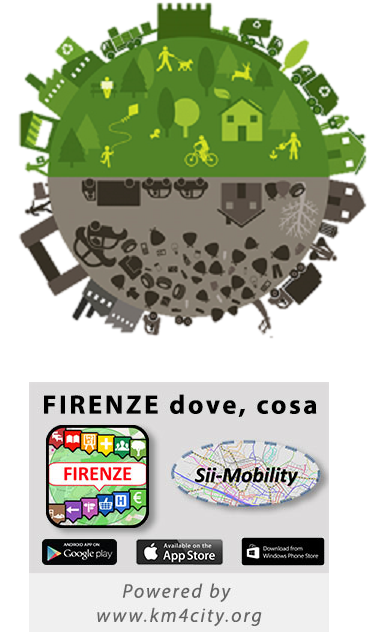 FIRENZE dove, cosa
FIRENZE
Sii-Mobility
H €
ANDROID APP ON
Google play
Available on the
App Store
Download from
Windows Phone Store
Powered by
www.km4city.org